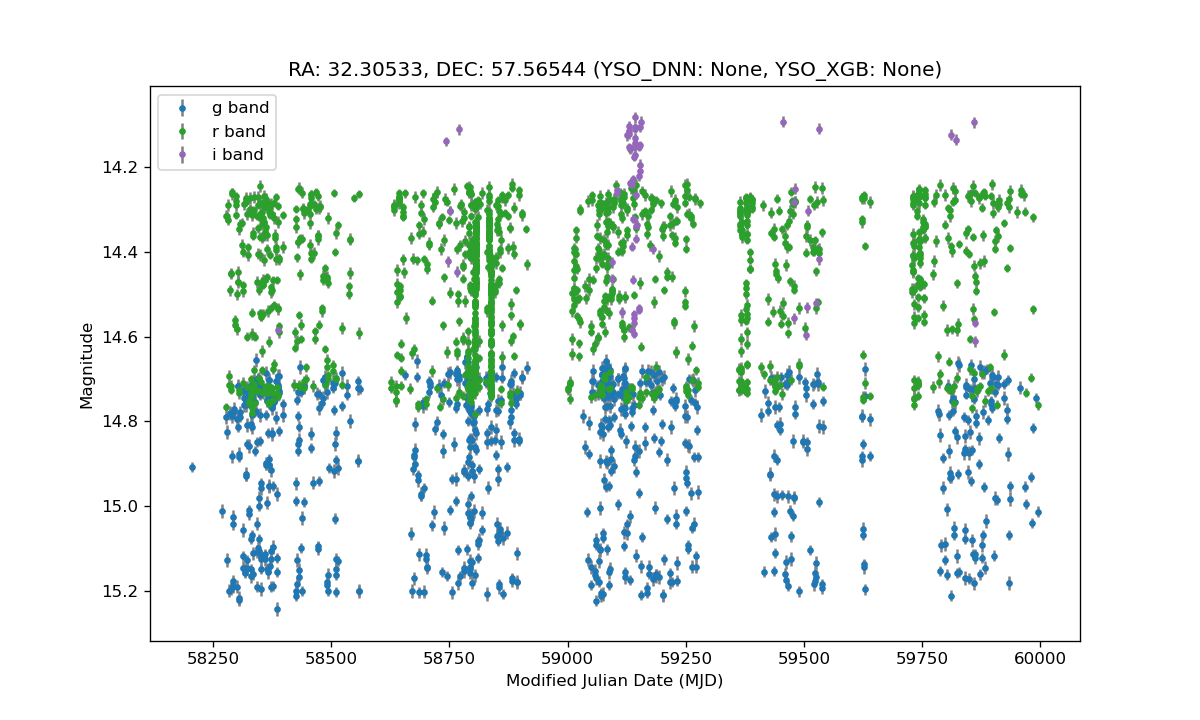 RA: 32.30533, DEC: 57.56544 (YSO_DNN: None, YSO_XGB: None)
g band
r band
i band
14.2
14.4
14.6
14.8
15.0
15.2
Magnitude
58250 58500 58750 59000 59250 59500 59750 60000
Modified Julian Date (MJD)